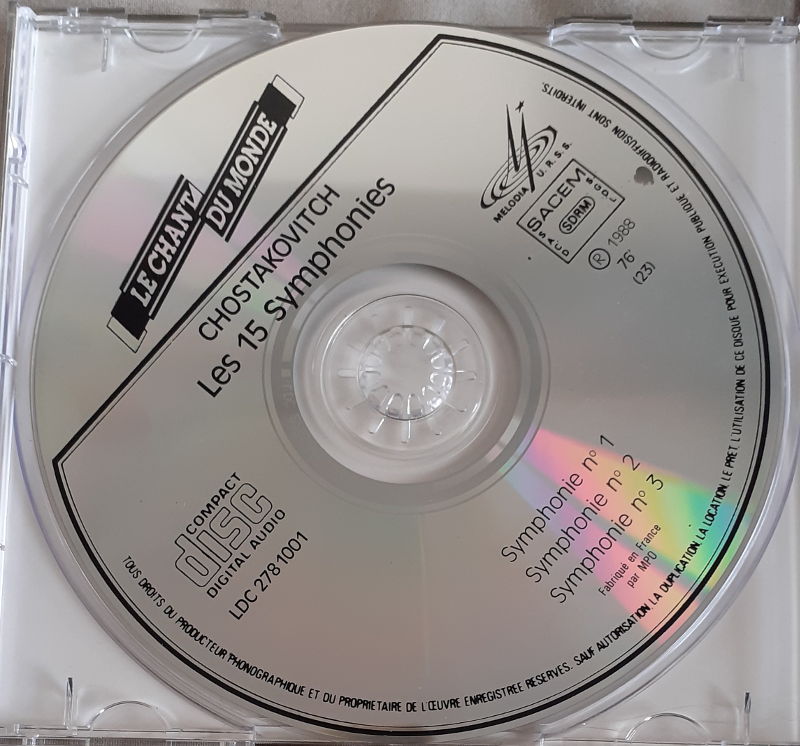 LE CHANT
DU MONDE
CHOSTAKOVITCH
Les 15 Symphonies
MELODIA U.R.S.S.
SACEM
SDRM
SACD
SGDL
℗ 1988
76'
(23)
Symphonie n° 1
Symphonie n° 2
Symphonie n° 3
Fabriqué en France
par MPO
COMPACT
disc
DIGITAL AUDIO
LDC 2781001
TOUS DROITS DU PRODUCTEUR PHONOGRAPHIQUE ET DU PROPRIETAIRE DE L'ŒUVRE ENREGISTREE RESERVES. SAUF AUTORISATION LA DUPLICATION, LA LOCATION, LE PRET, L'UTILISATION DE CE DISQUE POUR EXECUTION PUBLIQUE ET RADIODIFFUSION SONT INTERDITS.